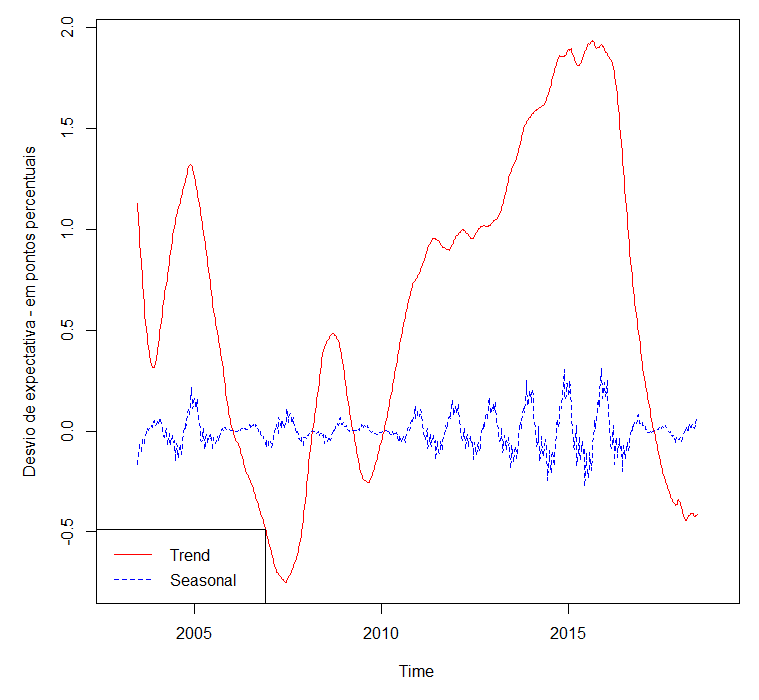 Desvio de expectativa - em pontos percentuais
2.0
1.5
1.0
0.5
0.0
-0.5
Trend
Seasonal
2005 2010 2015
Time